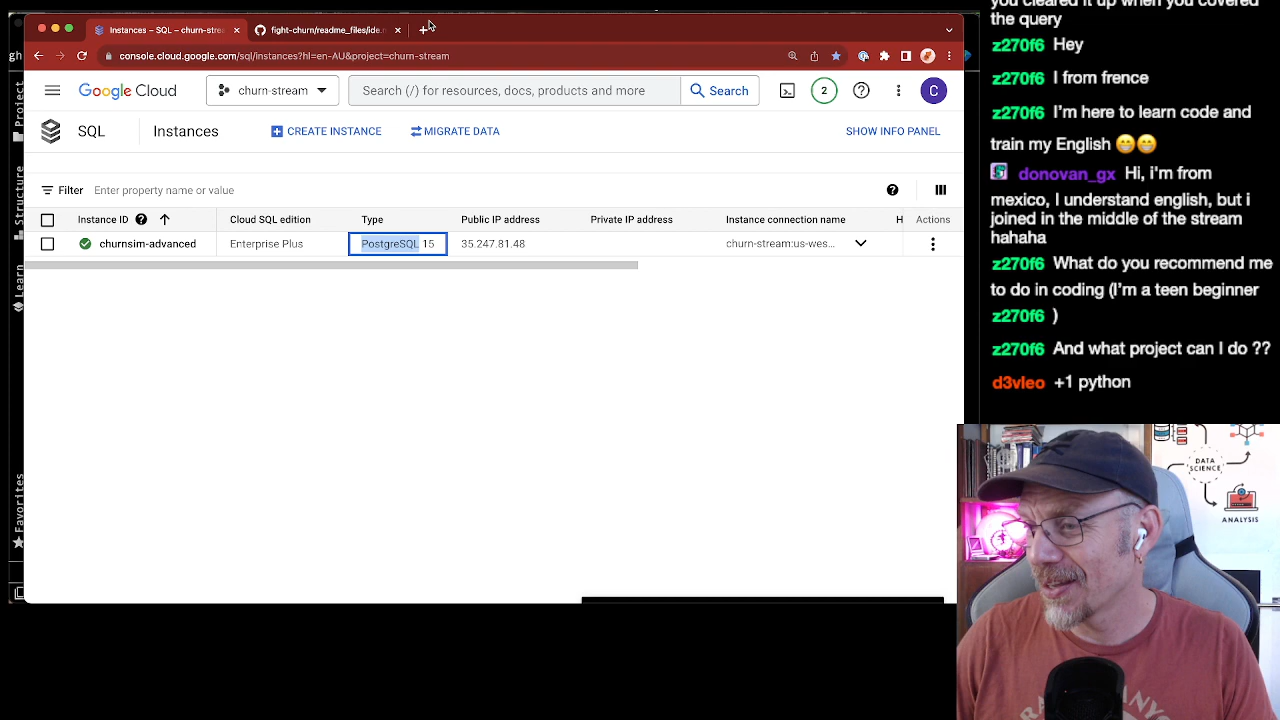 Instances – SQL – churn-strea
fight-churn/readme_files/ide.r
console.cloud.google.com/sql/instances?hl=en-AU&project=churn-stream
Google Cloud
churn-stre
Search (/) for resources, docs, products and more
Search
2
C
SQL
Instances
CREATE INSTANCE
MIGRATE DATA
SHOW INFO PANEL
Filter
Enter property name or value
Instance ID
Cloud SQL edition
Type
Public IP address
Private IP address
Instance connection name
H
Actions
churnsim-advanced
Enterprise Plus
PostgreSQL 15
35.247.81.48
churn-stream:us-wes...
gh
Project
Structure
Learn
Favorites
you cleared it up when you covered
the query
z270f6 Hey
z270f6 I from frence
z270f6 I'm here to learn code and
train my English 😁😁
donovan_gx Hi, i'm from
mexico, I understand english, but i
joined in the middle of the stream
hahaha
z270f6 What do you recommend me
to do in coding (I'm a teen beginner
z270f6 )
z270f6 And what project can I do ??
d3vleo +1 python
DATA
SCIENCE
ANALYSIS